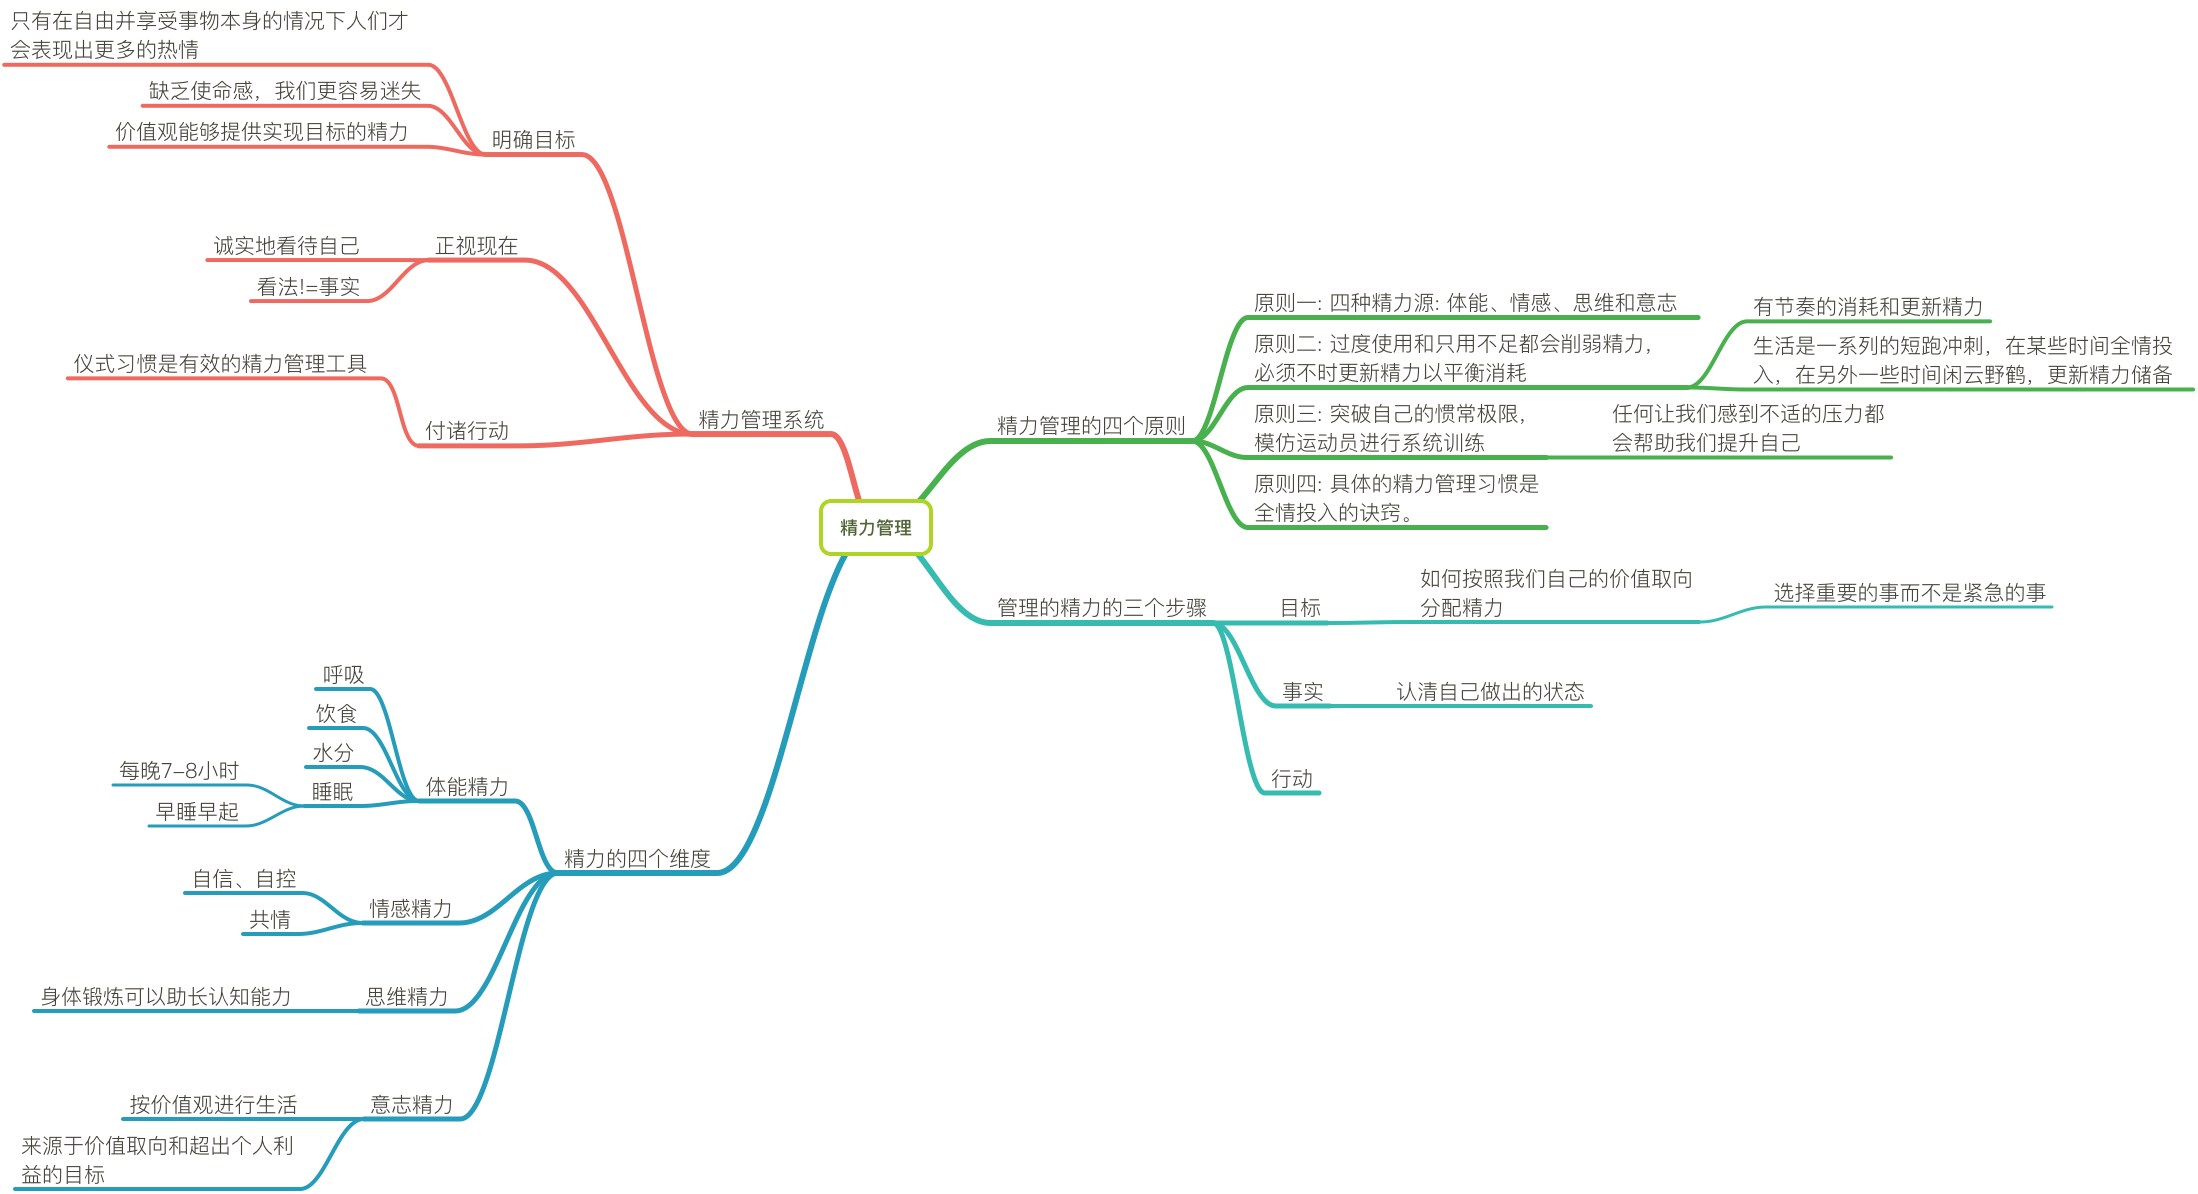 精力管理
精力管理的四个原则
原则一: 四种精力源: 体能、情感、思维和意志
原则二: 过度使用和只用不足都会削弱精力，
必须不时更新精力以平衡消耗
有节奏的消耗和更新精力
生活是一系列的短跑冲刺，在某些时间全情投
入，在另外一些时间闲云野鹤，更新精力储备
原则三: 突破自己的惯常极限，
模仿运动员进行系统训练
任何让我们感到不适的压力都
会帮助我们提升自己
原则四: 具体的精力管理习惯是
全情投入的诀窍。
管理的精力的三个步骤
目标
如何按照我们自己的价值取向
分配精力
选择重要的事而不是紧急的事
事实
认清自己做出的状态
行动
精力管理系统
明确目标
只有在自由并享受事物本身的情况下人们才
会表现出更多的热情
缺乏使命感，我们更容易迷失
价值观能够提供实现目标的精力
正视现在
诚实地看待自己
看法!=事实
付诸行动
仪式习惯是有效的精力管理工具
精力的四个维度
体能精力
呼吸
饮食
水分
睡眠
每晚7-8小时
早睡早起
情感精力
自信、自控
共情
思维精力
身体锻炼可以助长认知能力
意志精力
按价值观进行生活
来源于价值取向和超出个人利
益的目标